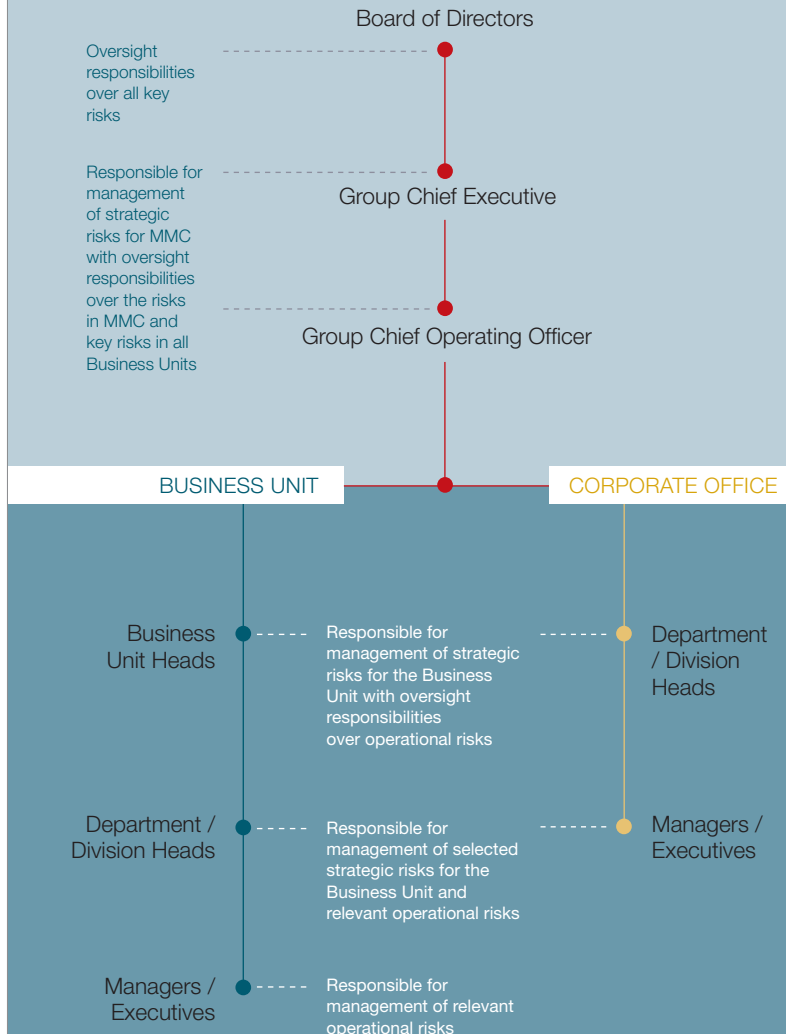 Board of Directors
Oversight
responsibilities
over all key
risks
Responsible for
management
of strategic
risks for MMC
with oversight
responsibilities
over the risks
in MMC and
key risks in all
Business Units
Group Chief Executive
Group Chief Operating Officer
BUSINESS UNIT
CORPORATE OFFICE
Business
Unit Heads
Responsible for
management of strategic
risks for the Business
Unit with oversight
responsibilities
over operational risks
Department
/ Division
Heads
Department /
Division Heads
Responsible for
management of selected
strategic risks for the
Business Unit and
relevant operational risks
Managers /
Executives
Managers /
Executives
Responsible for
management of relevant
operational risks